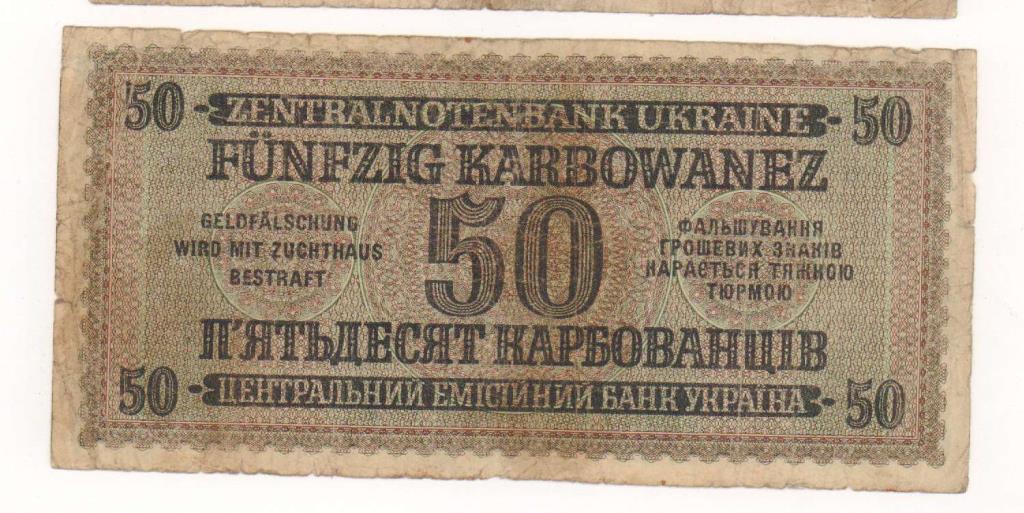 50 ZENTRALNOTENBANK UKRAINE 50
FÜNFZIG KARBOWANEZ
GELDFÄLSCHUNG
WIRD MIT ZUCHTHAUS
BESTRAFT
50
ФАЛЬШУВАННЯ
ГРОШЕВИХ ЗНАКІВ
КАРАЄТЬСЯ ТЯЖНОЮ
ТЮРМОЮ
П'ЯТЬДЕСЯТ КАРБОВАНЦІВ
50 ЦЕНТРАЛЬНИЙ ЕМІСІЙНИЙ БАНК УКРАЇНА 50